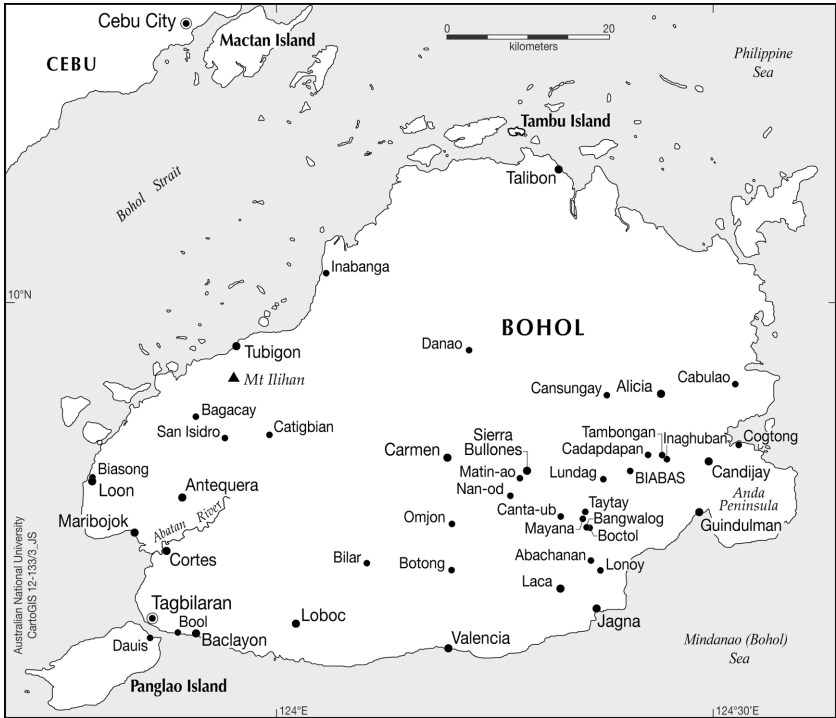 Cebu City
Mactan Island
CEBU
0
20
kilometers
Philippine
Sea
Tambu Island
Talibon
Bohol Strait
Inabanga
10°N
BOHOL
Danao
Tubigon
Mt Ilihan
Cansungay
Alicia
Cabulao
Bagacay
San Isidro
Catigbian
Tambongan
Inaghuban
Cogtong
Sierra
Bullones
Cadapdapan
Carmen
Biasong
Loon
Matin-ao
Lundag
BIABAS
Candijay
Antequera
Nan-od
Anda
Peninsula
Abatan River
Canta-ub
Taytay
Maribojok
Omjon
Mayana
Bangwalog
Boctol
Guindulman
Cortes
Bilar
Botong
Abachanan
Lonoy
Laca
Tagbilaran
Loboc
Jagna
Bool
Dauis
Baclayon
Valencia
Mindanao (Bohol)
Sea
Panglao Island
124°E
124°30'E
Australian National University
CartoGIS 12-133/3_JS